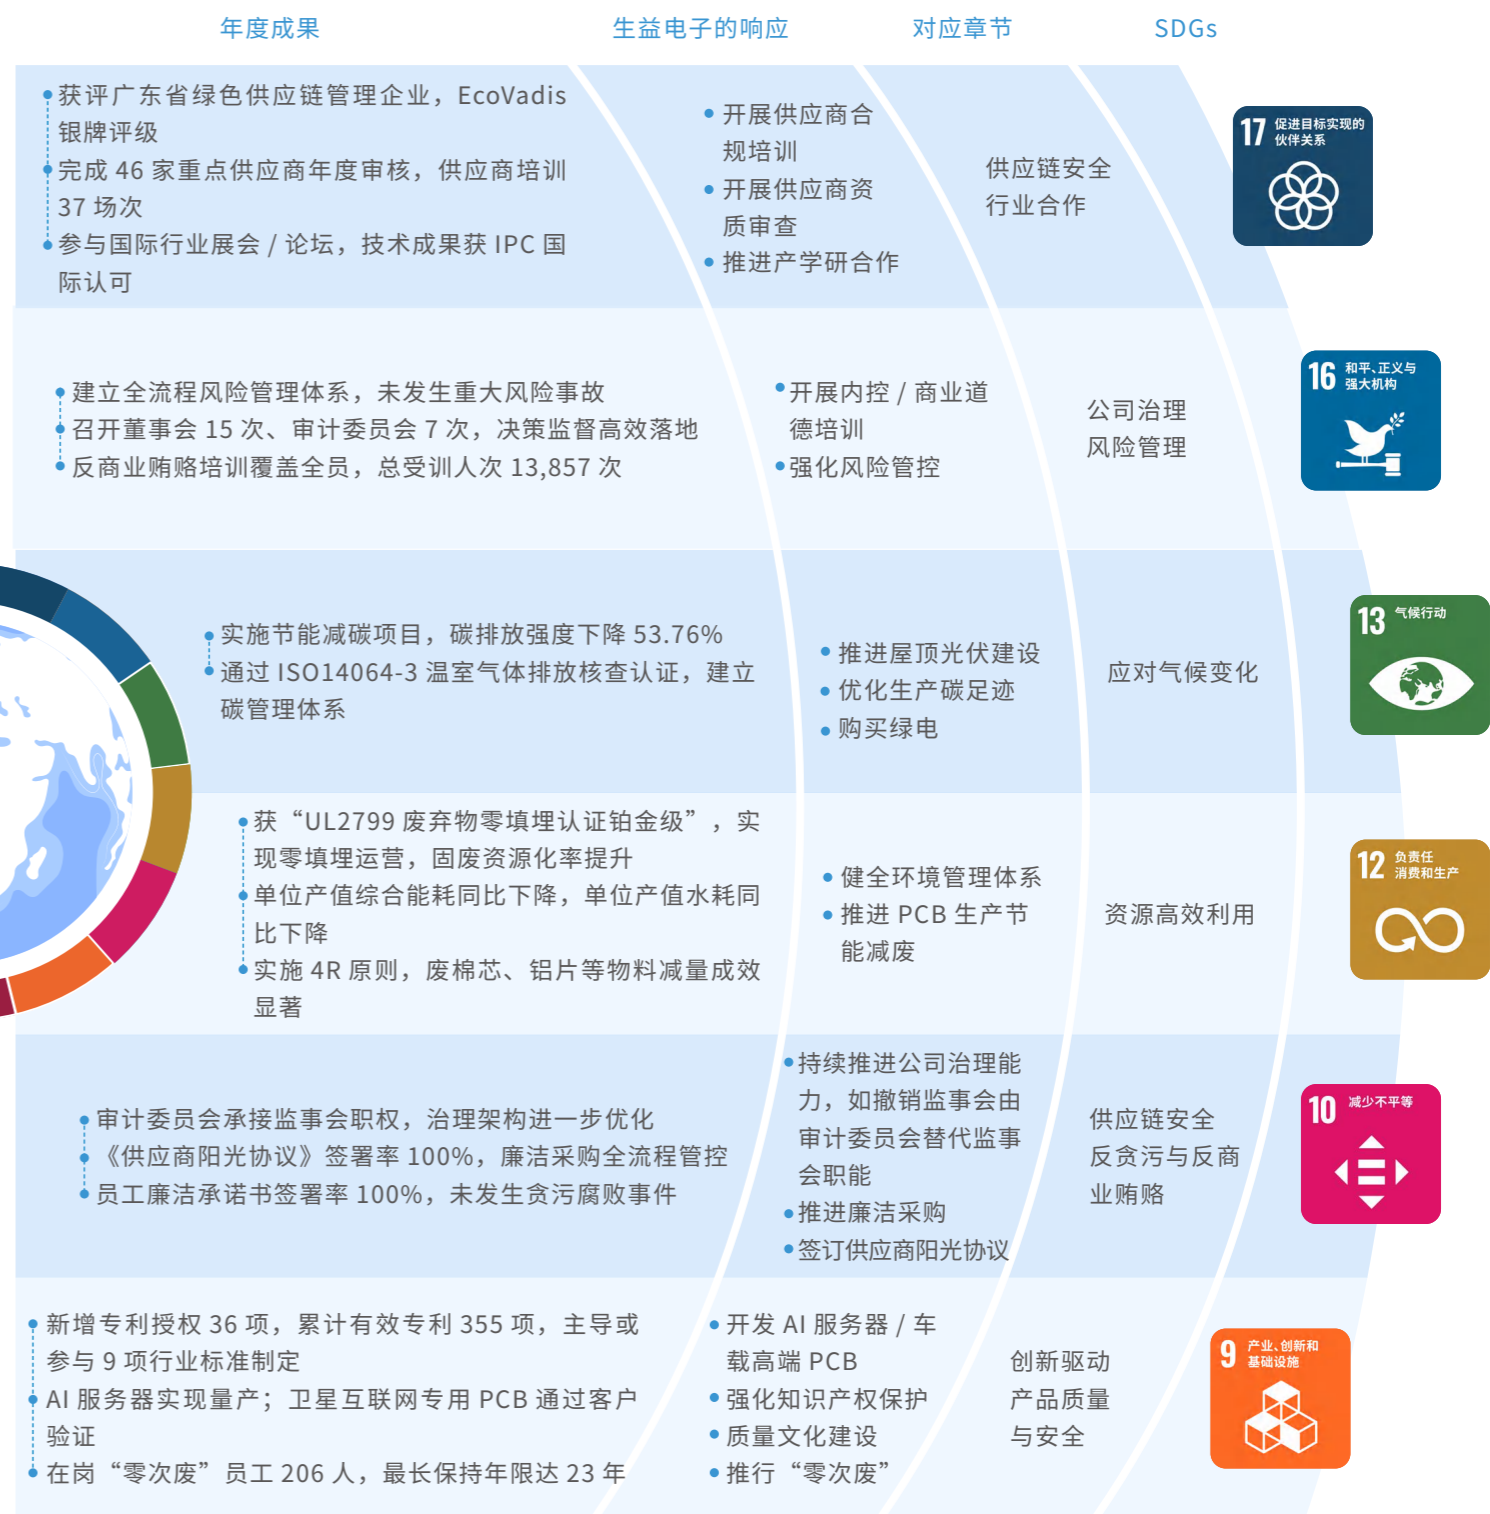 年度成果
生益电子的响应
对应章节
SDGs
获评广东省绿色供应链管理企业，EcoVadis
银牌评级
完成 46 家重点供应商年度审核，供应商培训
37 场次
参与国际行业展会 / 论坛，技术成果获 IPC 国
际认可
开展供应商合
规培训
开展供应商资
质审查
推进产学研合作
供应链安全
行业合作
17 促进目标实现的
伙伴关系
建立全流程风险管理体系，未发生重大风险事故
召开董事会 15 次、审计委员会 7 次，决策监督高效落地
反商业贿赂培训覆盖全员，总受训人次 13,857 次
开展内控 / 商业道
德培训
强化风险管控
公司治理
风险管理
16 和平、正义与
强大机构
实施节能减碳项目，碳排放强度下降 53.76%
通过 ISO14064-3 温室气体排放核查认证，建立
碳管理体系
推进屋顶光伏建设
优化生产碳足迹
购买绿电
应对气候变化
13 气候行动
获“UL2799 废弃物零填埋认证铂金级”，实
现零填埋运营，固废资源化率提升
单位产值综合能耗同比下降，单位产值水耗同
比下降
实施 4R 原则，废棉芯、铝片等物料减量成效
显著
健全环境管理体系
推进 PCB 生产节
能减废
资源高效利用
12 负责任
消费和生产
审计委员会承接监事会职权，治理架构进一步优化
《供应商阳光协议》签署率 100%，廉洁采购全流程管控
员工廉洁承诺书签署率 100%，未发生贪污腐败事件
持续推进公司治理能
力，如撤销监事会由
审计委员会替代监事
会职能
推进廉洁采购
签订供应商阳光协议
供应链安全
反贪污与反商
业贿赂
10 减少不平等
新增专利授权 36 项，累计有效专利 355 项，主导或
参与 9 项行业标准制定
AI 服务器实现量产；卫星互联网专用 PCB 通过客户
验证
在岗“零次废”员工 206 人，最长保持年限达 23 年
开发 AI 服务器 / 车
载高端 PCB
强化知识产权保护
质量文化建设
推行“零次废”
创新驱动
产品质量
与安全
9 产业、创新和
基础设施